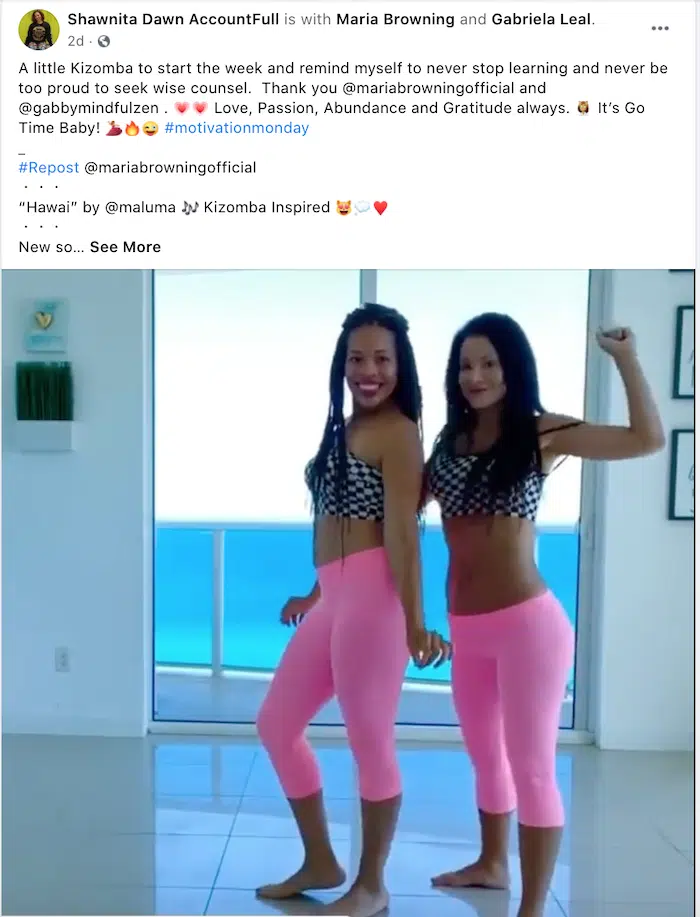 Shawnita Dawn AccountFull is with Maria Browning and Gabriela Leal.
2d ·
A little Kizomba to start the week and remind myself to never stop learning and never be
too proud to seek wise counsel. Thank you @mariabrowningofficial and
@gabbymindfulzen . 💗💗 Love, Passion, Abundance and Gratitude always. 👩‍🎓 It's Go
Time Baby! 💃🔥😜 #motivationmonday
_
#Repost @mariabrowningofficial
· · ·
“Hawai” by @maluma 🎶 Kizomba Inspired 😻💭❤️
· · ·
New so... See More